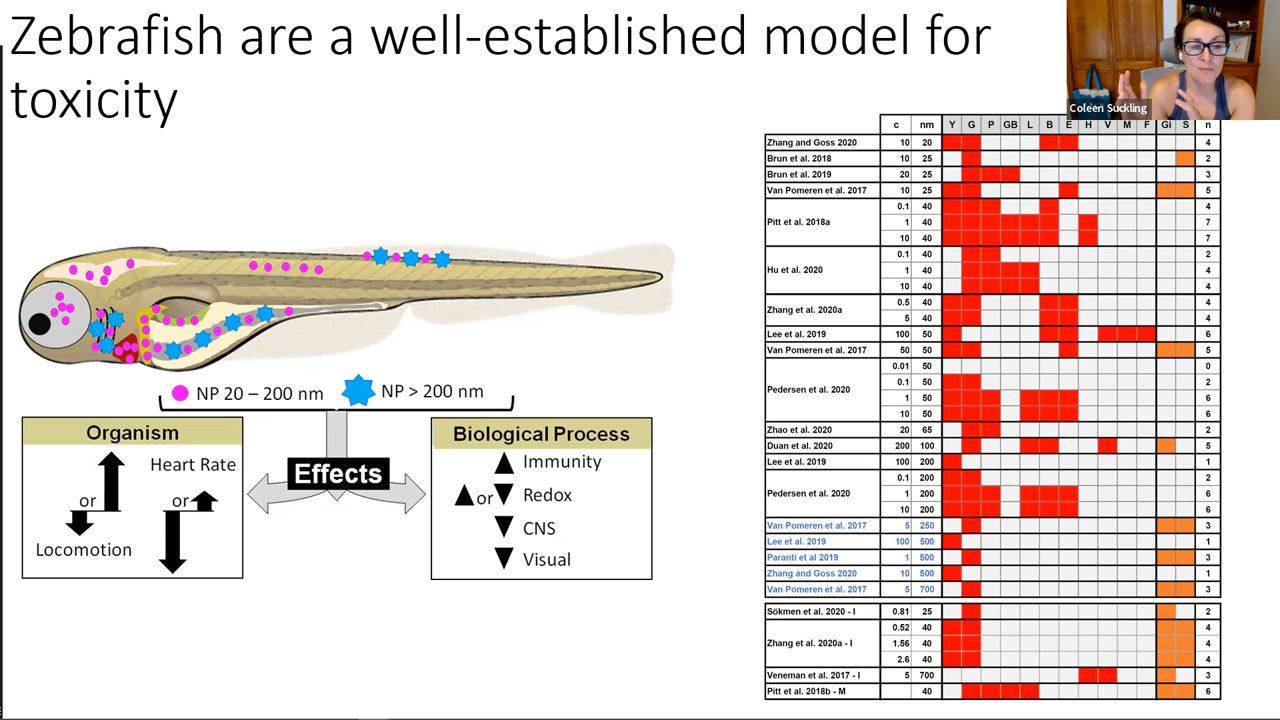 Zebrafish are a well-established model for
toxicity
Coleen Suckling
NP 20 – 200 nm NP > 200 nm
Organism
Heart Rate
or
or
Locomotion
Effects
Biological Process
Immunity
or Redox
CNS
Visual
c nm Y G P GB L B E H V M F Gi S n
Zhang and Goss 2020 10 20 4
Brun et al. 2018 10 25 2
Brun et al. 2019 20 25 3
Van Pomeren et al. 2017 10 25 5
Pitt et al. 2018a 0.1 40 4
1 40 7
10 40 7
Hu et al. 2020 0.1 40 2
1 40 4
10 40 4
Zhang et al. 2020a 0.5 40 4
5 40 4
Lee et al. 2019 100 50 6
Van Pomeren et al. 2017 50 50 5
Pedersen et al. 2020 0.01 50 0
0.1 50 2
1 50 6
10 50 6
Zhao et al. 2020 20 65 2
Duan et al. 2020 200 100 5
Lee et al. 2019 100 200 1
Pedersen et al. 2020 0.1 200 2
1 200 6
10 200 6
Van Pomeren et al. 2017 5 250 3
Lee et al. 2019 100 500 1
Paranti et al 2019 1 500 3
Zhang and Goss 2020 10 500 1
Van Pomeren et al. 2017 5 700 3
Sökmen et al. 2020 - I 0.81 25 2
Zhang et al. 2020a - I 0.52 40 4
1.56 40 4
2.6 40 4
Veneman et al. 2017 - I 5 700 3
Pitt et al. 2018b - M 40 6